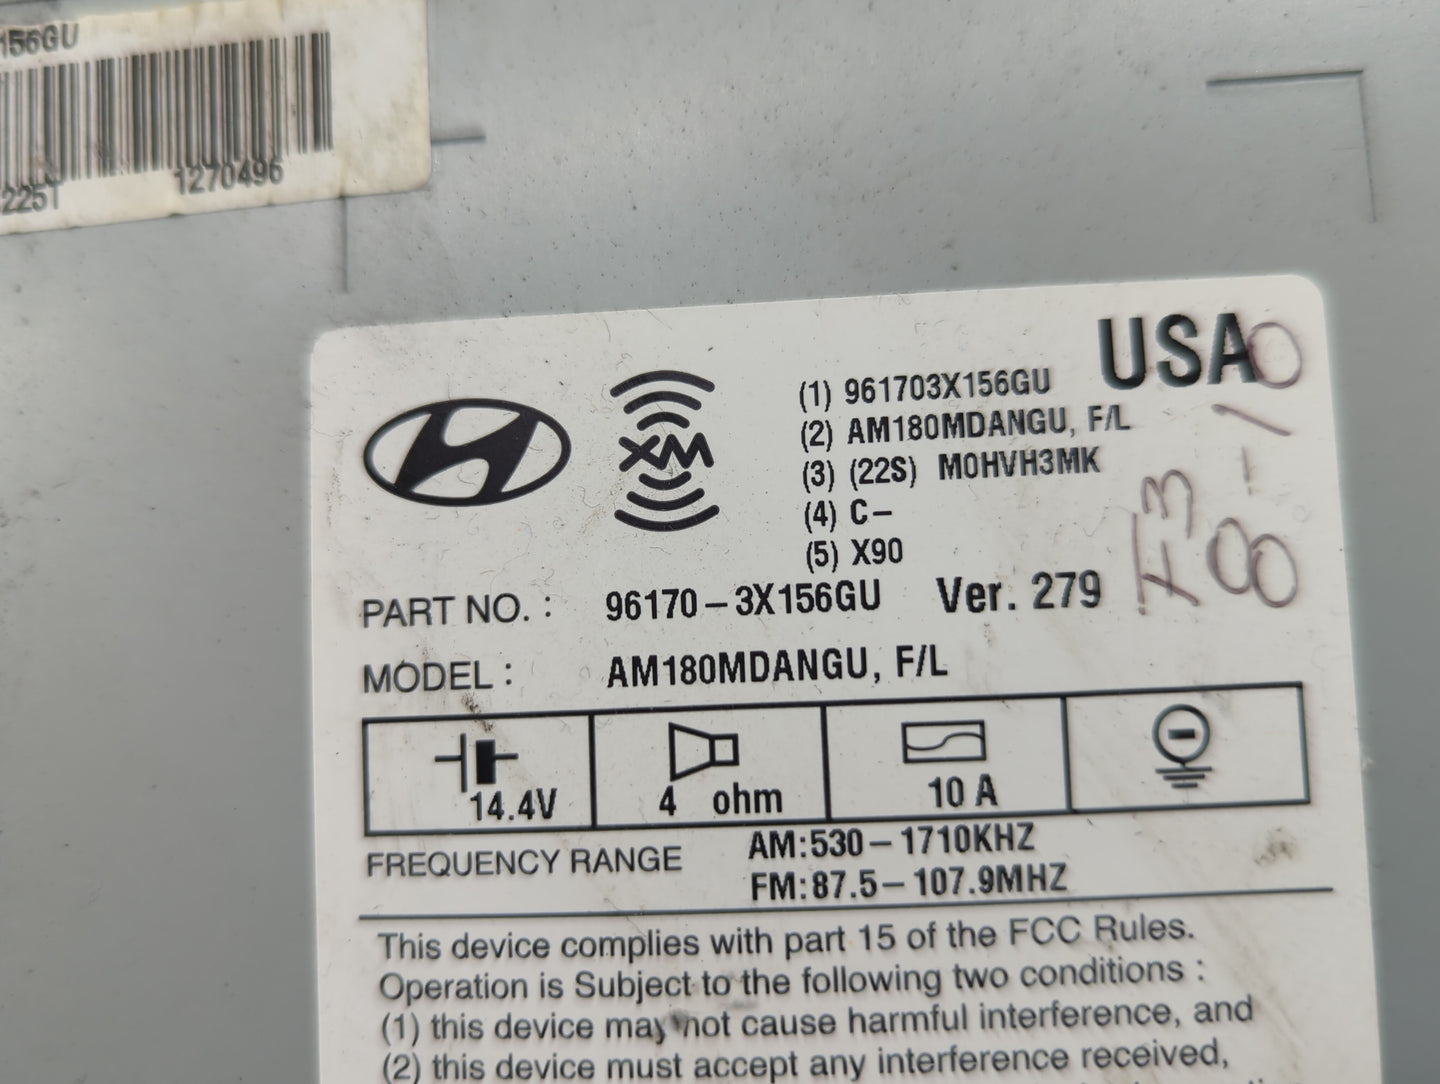 156GU
2251 1270496
USA
XM
(1) 961703X156GU
(2) AM180MDANGU, F/L
(3) (22S) M0HVH3MK
(4) C-
(5) X90
PART NO. : 96170-3X156GU Ver. 279
MODEL : AM180MDANGU, F/L
14.4V 4 ohm 10 A
FREQUENCY RANGE AM:530-1710KHZ
FM:87.5-107.9MHZ
This device complies with part 15 of the FCC Rules.
Operation is Subject to the following two conditions :
(1) this device may not cause harmful interference, and
(2) this device must accept any interference received,